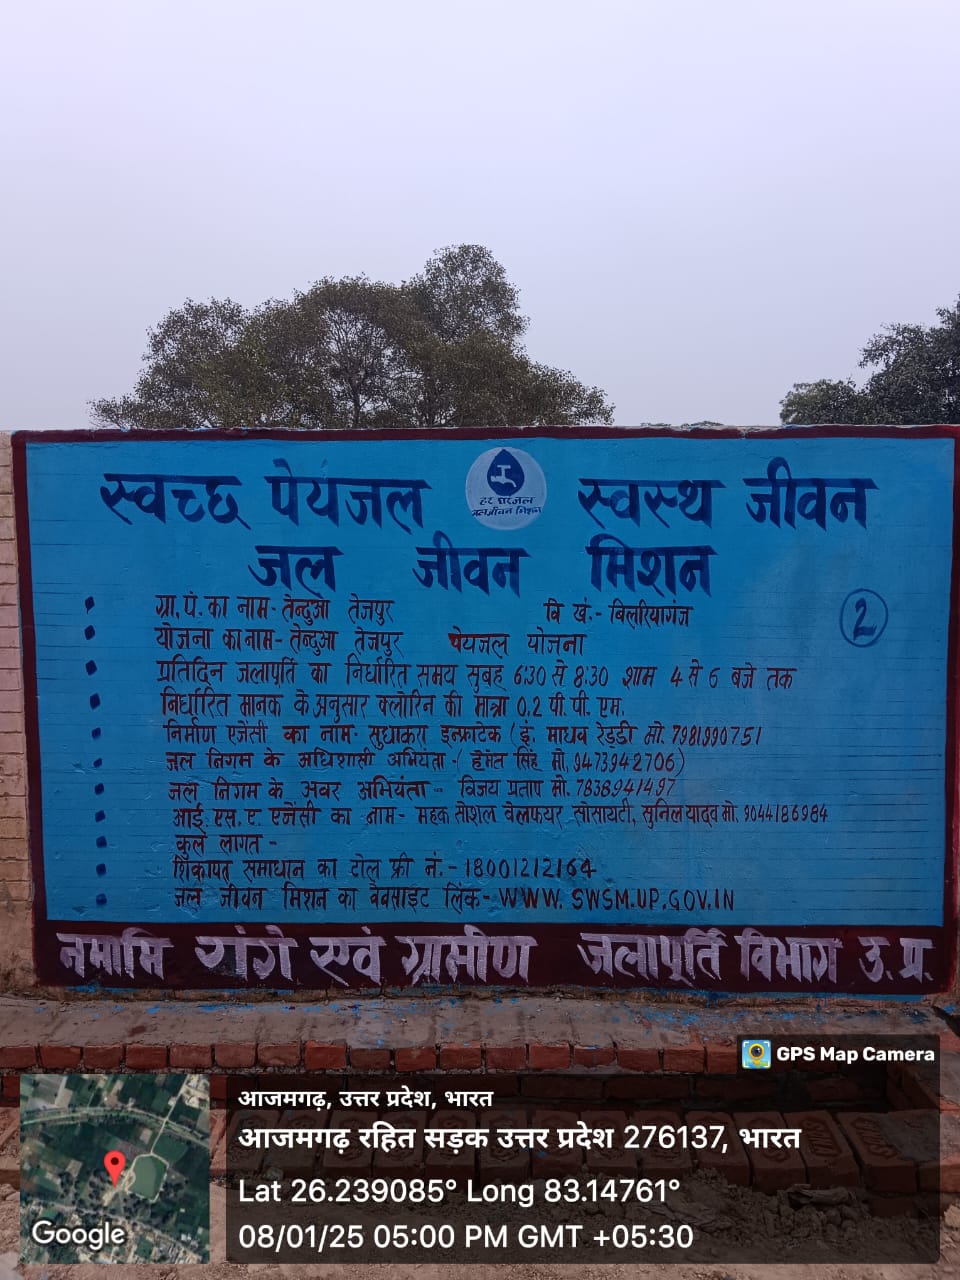 स्वच्छ पेयजल स्वस्थ जीवन
हर घर जल
जल जीवन मिशन
जल जीवन मिशन
ग्रा. पं. का नाम- तेन्दुआ तेजपुर वि खं.- बिलरियागंज
2
योजना का नाम- तेन्दुआ तेजपुर पेयजल योजना
प्रतिदिन जलापूर्ति का निर्धारित समय सुबह 6:30 से 8:30 शाम 4 से 6 बजे तक
निर्धारित मानक के अनुसार क्लोरिन की मात्रा 0.2 पी. पी. एम.
निर्माण एजेंसी का नाम- सुधाकरा इन्फ्राटेक (इं. माधव रेड्डी मो. 7981990751
जल निगम के अधिशासी अभियंता - (हेमंत सिंह मो. 9473942706)
जल निगम के अवर अभियंता - विजय प्रताप मो. 7838941497
आई. एस. ए. एजेंसी का नाम- महक सोशल वेलफयर सोसायटी, सुनिल यादव मो. 9044186984
कुल लागत -
शिकायत समाधान का टोल फ्री नं.- 18001212164
जल जीवन मिशन का वेबसाइट लिंक- WWW. SWSM.UP.GOV.IN
नमामि गंगे एवं ग्रामीण जलापूर्ति विभाग उ. प्र.
GPS Map Camera
आजमगढ़, उत्तर प्रदेश, भारत
आजमगढ़ रहित सड़क उत्तर प्रदेश 276137, भारत
Lat 26.239085° Long 83.14761°
08/01/25 05:00 PM GMT +05:30
Google